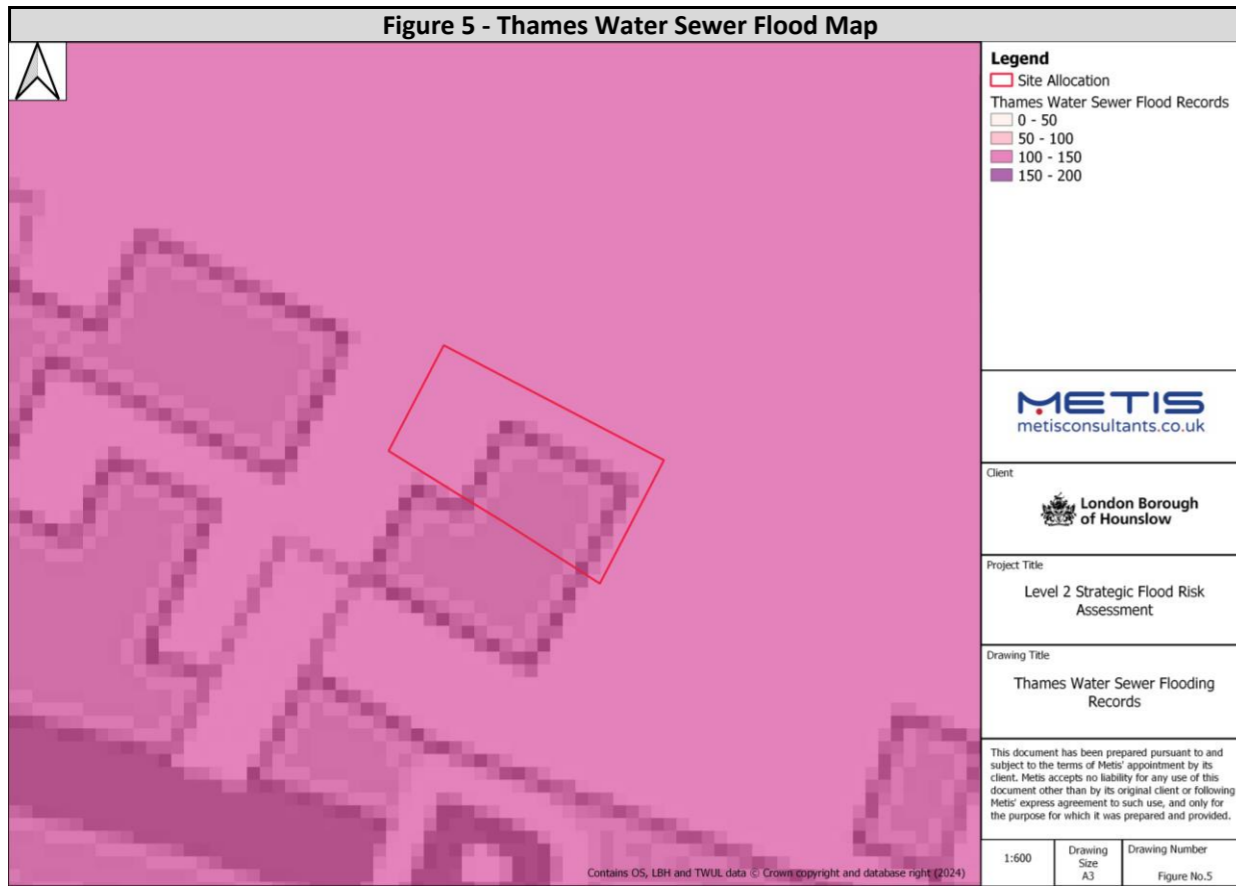 Figure 5 - Thames Water Sewer Flood Map
Legend
Site Allocation
Thames Water Sewer Flood Records
0 - 50
50 - 100
100 - 150
150 - 200
METIS
metisconsultants.co.uk
Client
London Borough
of Hounslow
Project Title
Level 2 Strategic Flood Risk
Assessment
Drawing Title
Thames Water Sewer Flooding
Records
This document has been prepared pursuant to and
subject to the terms of Metis' appointment by its
client. Metis accepts no liability for any use of this
document other than by its original client or following
Metis' express agreement to such use, and only for
the purpose for which it was prepared and provided.
1:600
Drawing
Size
A3
Drawing Number
Figure No.5
Contains OS, LBH and TWUL data © Crown copyright and database right (2024)